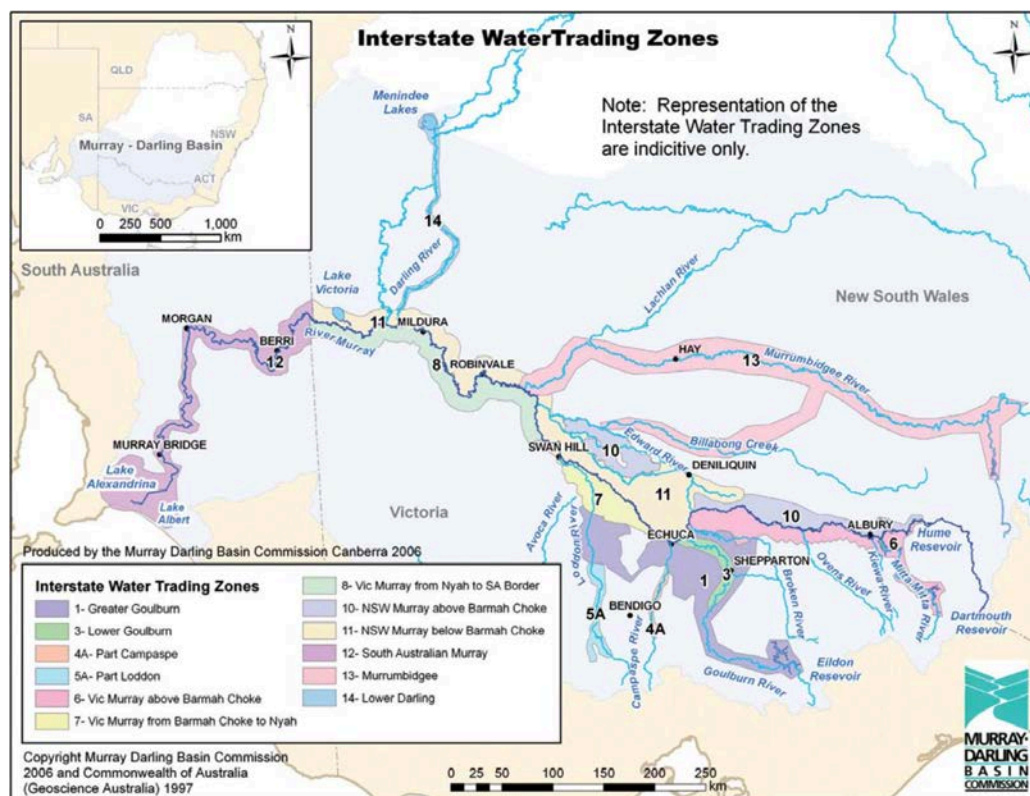 Interstate WaterTrading Zones
N
N
QLD
SA
NSW
Murray - Darling Basin
ACT
VIC
0 250 500 1,000
km
Note: Representation of the
Interstate Water Trading Zones
are indicitive only.
Menindee
Lakes
14
Darling River
Lachlan River
South Australia
New South Wales
Lake
Victoria
MORGAN
BERRI
12
River Murray
11
MILDURA
8
ROBINVALE
HAY
13
Murrumbidgee River
MURRAY BRIDGE
Lake
Alexandrina
Lake
Albert
SWAN HILL
10
Edward River
Billabong Creek
DENILIQUIN
Victoria
7
11
10
ALBURY
6
Hume
Resevoir
Avoca River
Loddon River
ECHUCA
SHEPPARTON
1
3
Broken River
Ovens River
Kiewa River
Mitta Mitta River
Dartmouth
Resevoir
5A
BENDIGO
4A
Campaspe River
Goulburn River
Eildon
Resevoir
Produced by the Murray Darling Basin Commission Canberra 2006
Interstate Water Trading Zones
1- Greater Goulburn
3- Lower Goulburn
4A- Part Campaspe
5A- Part Loddon
6- Vic Murray above Barmah Choke
7- Vic Murray from Barmah Choke to Nyah
8- Vic Murray from Nyah to SA Border
10- NSW Murray above Barmah Choke
11- NSW Murray below Barmah Choke
12- South Australian Murray
13- Murrumbidgee
14- Lower Darling
Copyright Murray Darling Basin Commission
2006 and Commonwealth of Australia
(Geoscience Australia) 1997
0 25 50 100 150 200 250
km
MURRAY-
DARLING
BASIN
COMMISSION